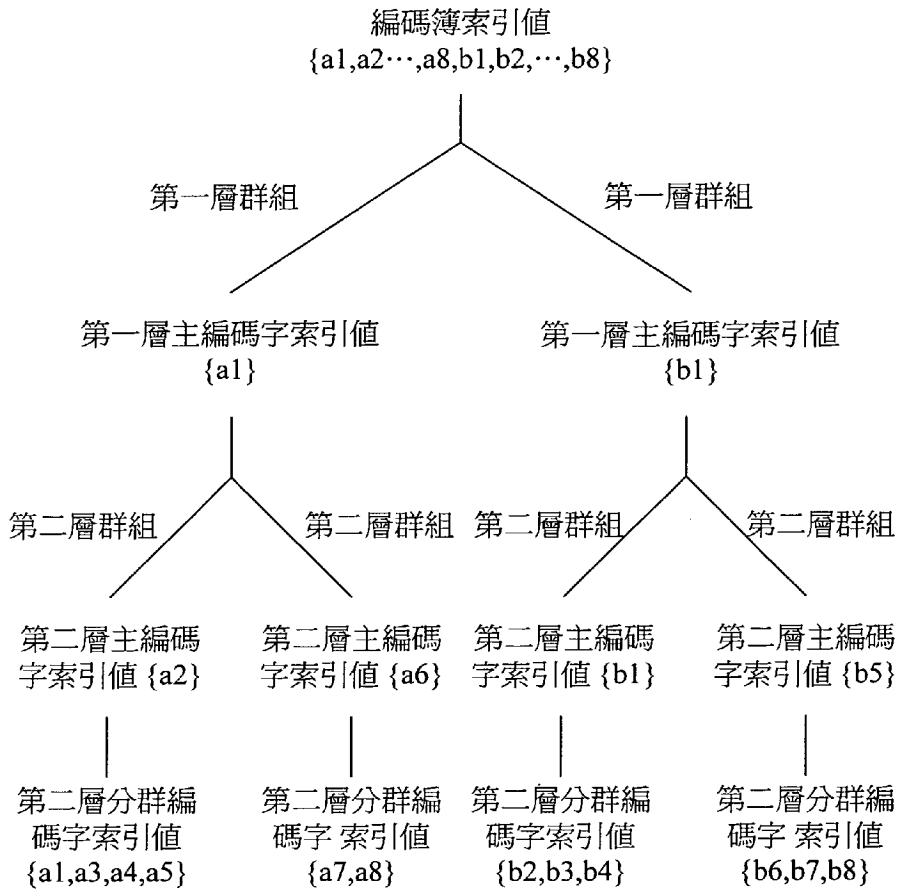 編碼簿索引值
{a1,a2⋯,a8,b1,b2,⋯,b8}
第一層群組
第一層群組
第一層主編碼字索引值
{a1}
第一層主編碼字索引值
{b1}
第二層群組
第二層群組
第二層群組
第二層群組
第二層主編碼
字索引值 {a2}
第二層主編碼
字索引值 {a6}
第二層主編碼
字索引值 {b1}
第二層主編碼
字索引值 {b5}
第二層分群編
碼字索引值
{a1,a3,a4,a5}
第二層分群編
碼字 索引值
{a7,a8}
第二層分群編
碼字索引值
{b2,b3,b4}
第二層分群編
碼字 索引值
{b6,b7,b8}